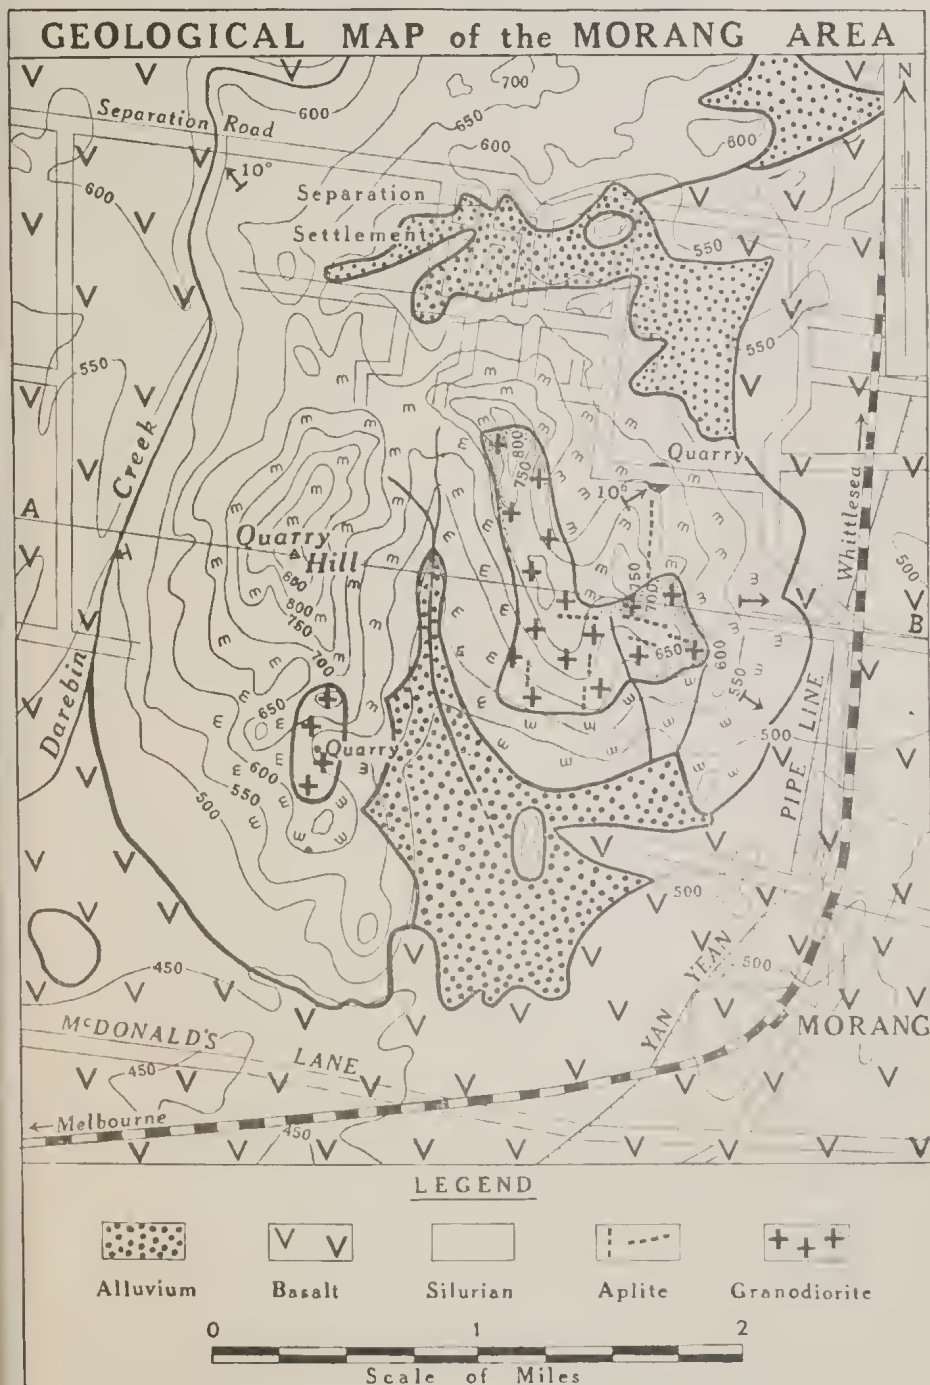 GEOLOGICAL MAP of the MORANG AREA
N
700
600
650
Separation Road
600
600
10°
600
Separation
Settlement
550
550
550
Creek
Quarry
10°
800
750
A
Quarry
Hill
Whittlesea
500
750
700
B
800
750
700
650
600
550
Darebin
650
Quarry
600
550
500
500
PIPE LINE
500
YAN YEAN
500
450
McDONALD'S
LANE
MORANG
450
Melbourne
450
LEGEND
Alluvium
Basalt
Silurian
Aplite
Granodiorite
0 1 2
Scale of Miles